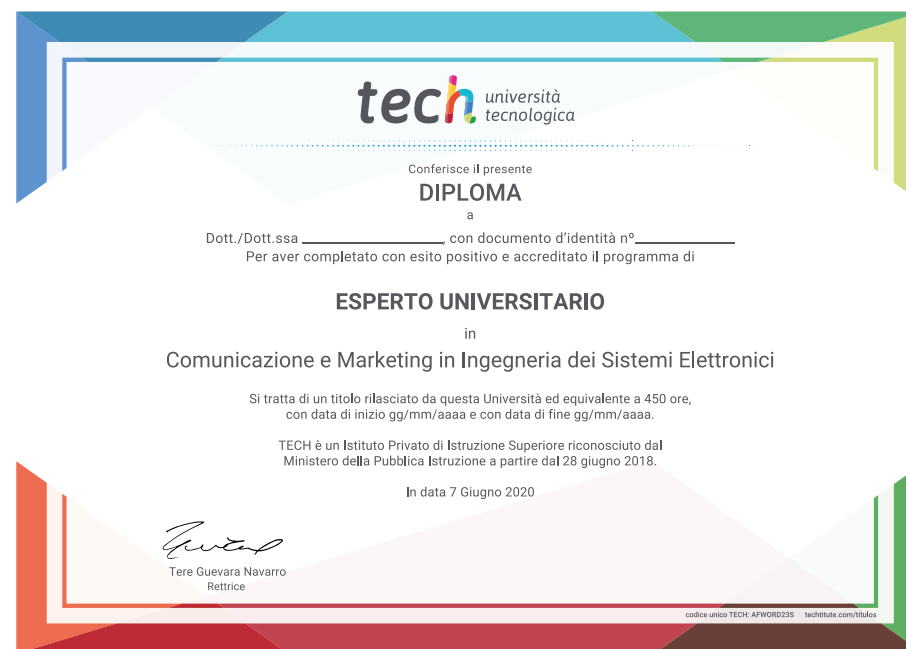 tech università
tecnologica
Conferisce il presente
DIPLOMA
a
Dott./Dott.ssa ____________________, con documento d'identità nº______________
Per aver completato con esito positivo e accreditato il programma di
ESPERTO UNIVERSITARIO
in
Comunicazione e Marketing in Ingegneria dei Sistemi Elettronici
Si tratta di un titolo rilasciato da questa Università ed equivalente a 450 ore,
con data di inizio gg/mm/aaaa e con data di fine gg/mm/aaaa.
TECH è un Istituto Privato di Istruzione Superiore riconosciuto dal
Ministero della Pubblica Istruzione a partire dal 28 giugno 2018.
In data 7 Giugno 2020
Tere Guevara Navarro
Rettrice
codice unico TECH: AFWORD23S techtitute.com/titulos